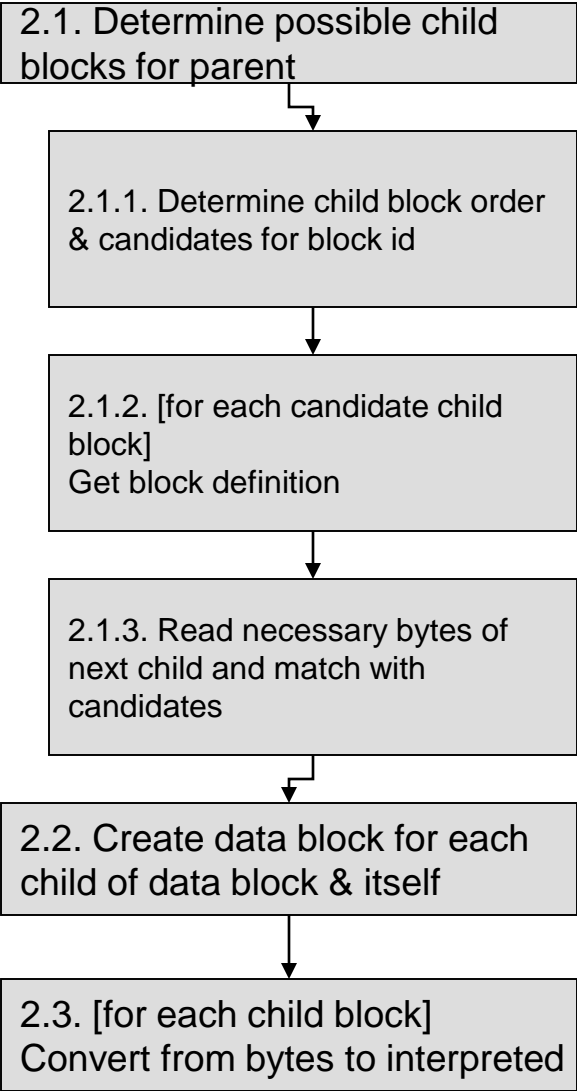 2.1. Determine possible child
blocks for parent
2.1.1. Determine child block order
& candidates for block id
2.1.2. [for each candidate child
block]
Get block definition
2.1.3. Read necessary bytes of
next child and match with
candidates
2.2. Create data block for each
child of data block & itself
2.3. [for each child block]
Convert from bytes to interpreted